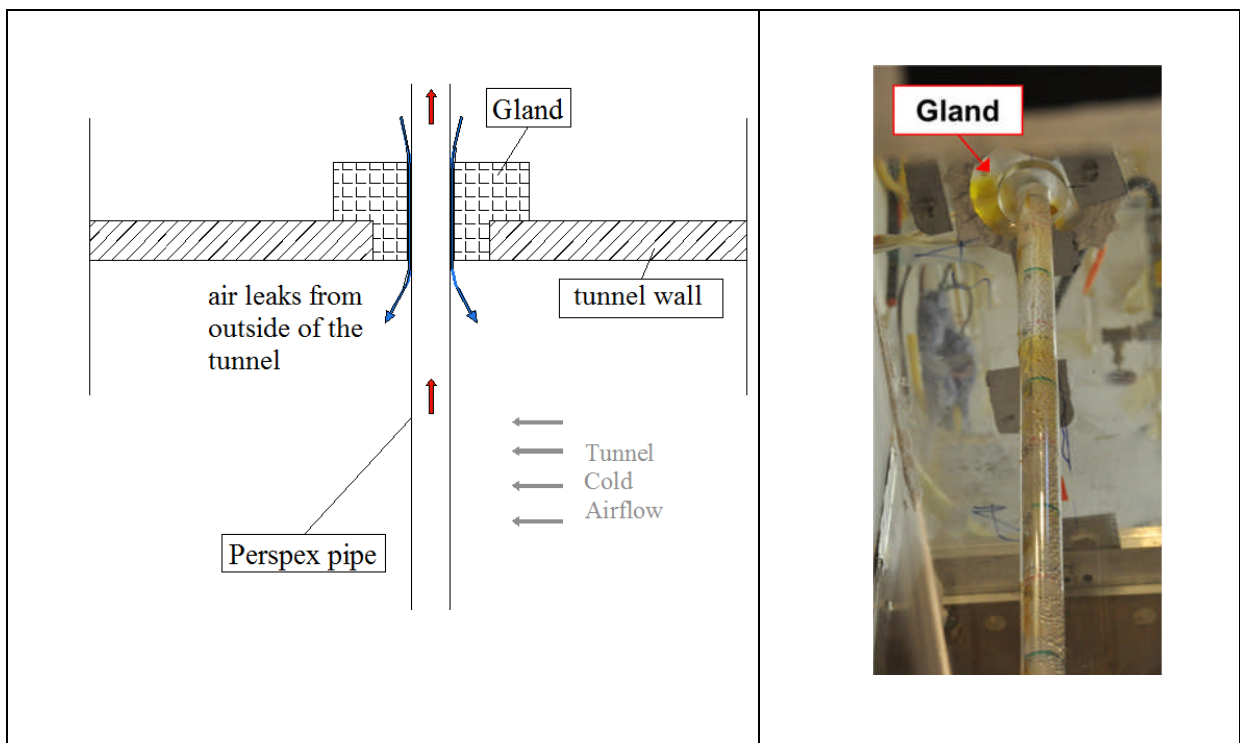 Gland
air leaks from
outside of the
tunnel
tunnel wall
Tunnel
Cold
Airflow
Perspex pipe
Gland